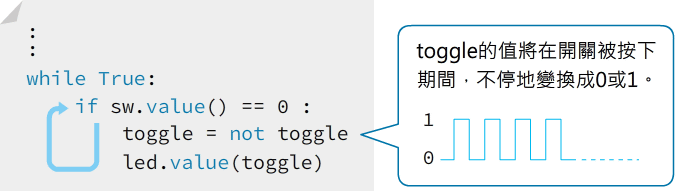 :
:
while True:
if sw.value() == 0 :
toggle = not toggle
led.value(toggle)
toggle的值將在開關被按下
期間，不停地變換成0或1。
1
0